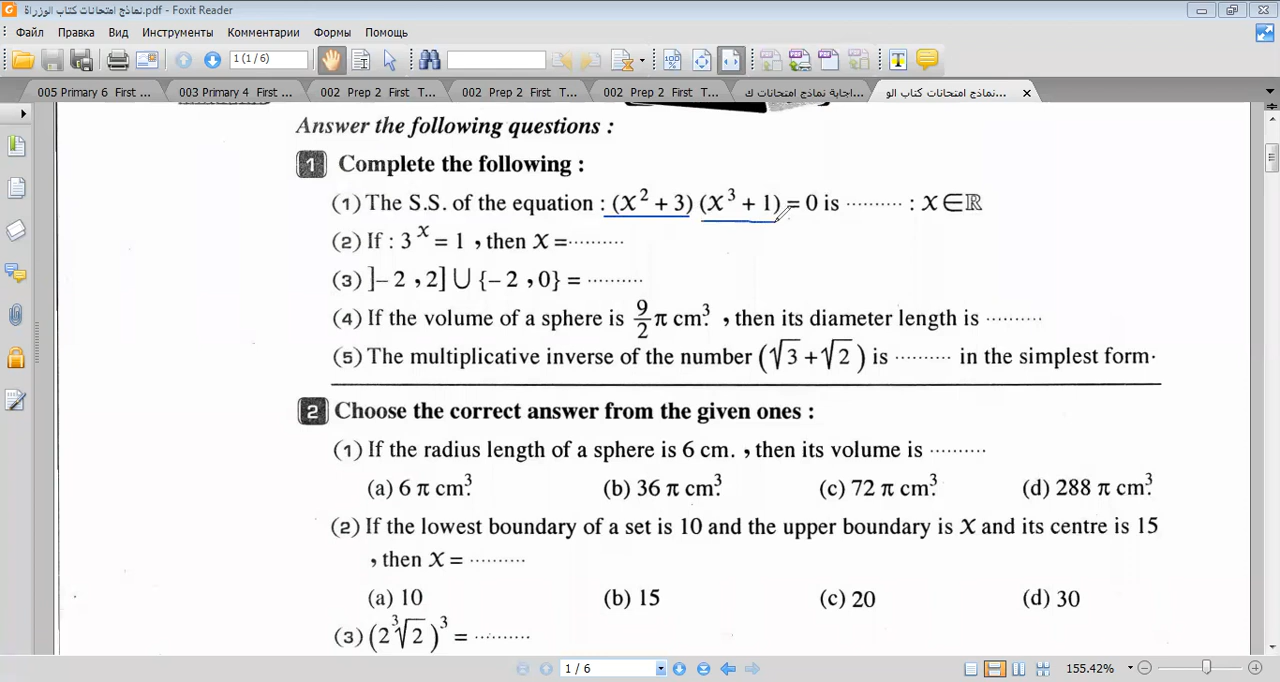 نماذج امتحانات كتاب الوزراة.pdf - Foxit Reader
Файл Правка Вид Инструменты Комментарии Формы Помощь
1 (1 / 6)
005 Primary 6 First ... 003 Primary 4 First ... 002 Prep 2 First T... 002 Prep 2 First T... 002 Prep 2 First T... اجابة نماذج امتحانات ك... نماذج امتحانات كتاب الو...
Answer the following questions :
1 Complete the following :
(1) The S.S. of the equation : (x² + 3) (x³ + 1) = 0 is ········· : x ∈ ℝ
(2) If : 3ˣ = 1 , then x = ·········
(3) ]– 2 , 2] ∪ {– 2 , 0} = ·········
(4) If the volume of a sphere is 9/2 π cm³. , then its diameter length is ·········
(5) The multiplicative inverse of the number (√3 + √2) is ········· in the simplest form·
2 Choose the correct answer from the given ones :
(1) If the radius length of a sphere is 6 cm. , then its volume is ·········
(a) 6 π cm³. (b) 36 π cm³. (c) 72 π cm³. (d) 288 π cm³.
(2) If the lowest boundary of a set is 10 and the upper boundary is x and its centre is 15
, then x = ·········
(a) 10 (b) 15 (c) 20 (d) 30
(3) (2 ∛2)³ = ·········
1 / 6 155.42%